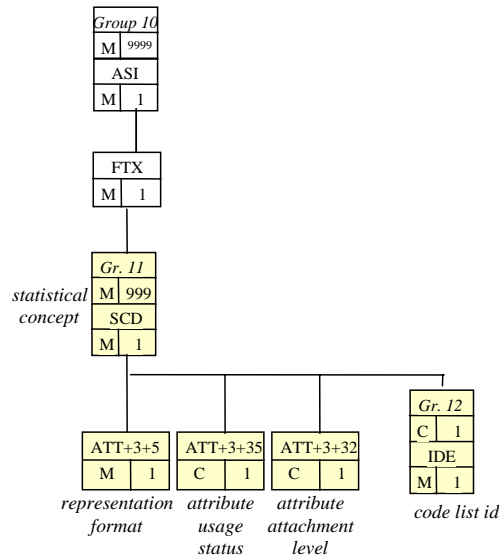 Group 10
M 9999
ASI
M 1
FTX
M 1
Gr. 11
M 999
SCD
M 1
statistical
concept
ATT+3+5
M 1
representation
format
ATT+3+35
C 1
attribute
usage
status
ATT+3+32
C 1
attribute
attachment
level
Gr. 12
C 1
IDE
M 1
code list id